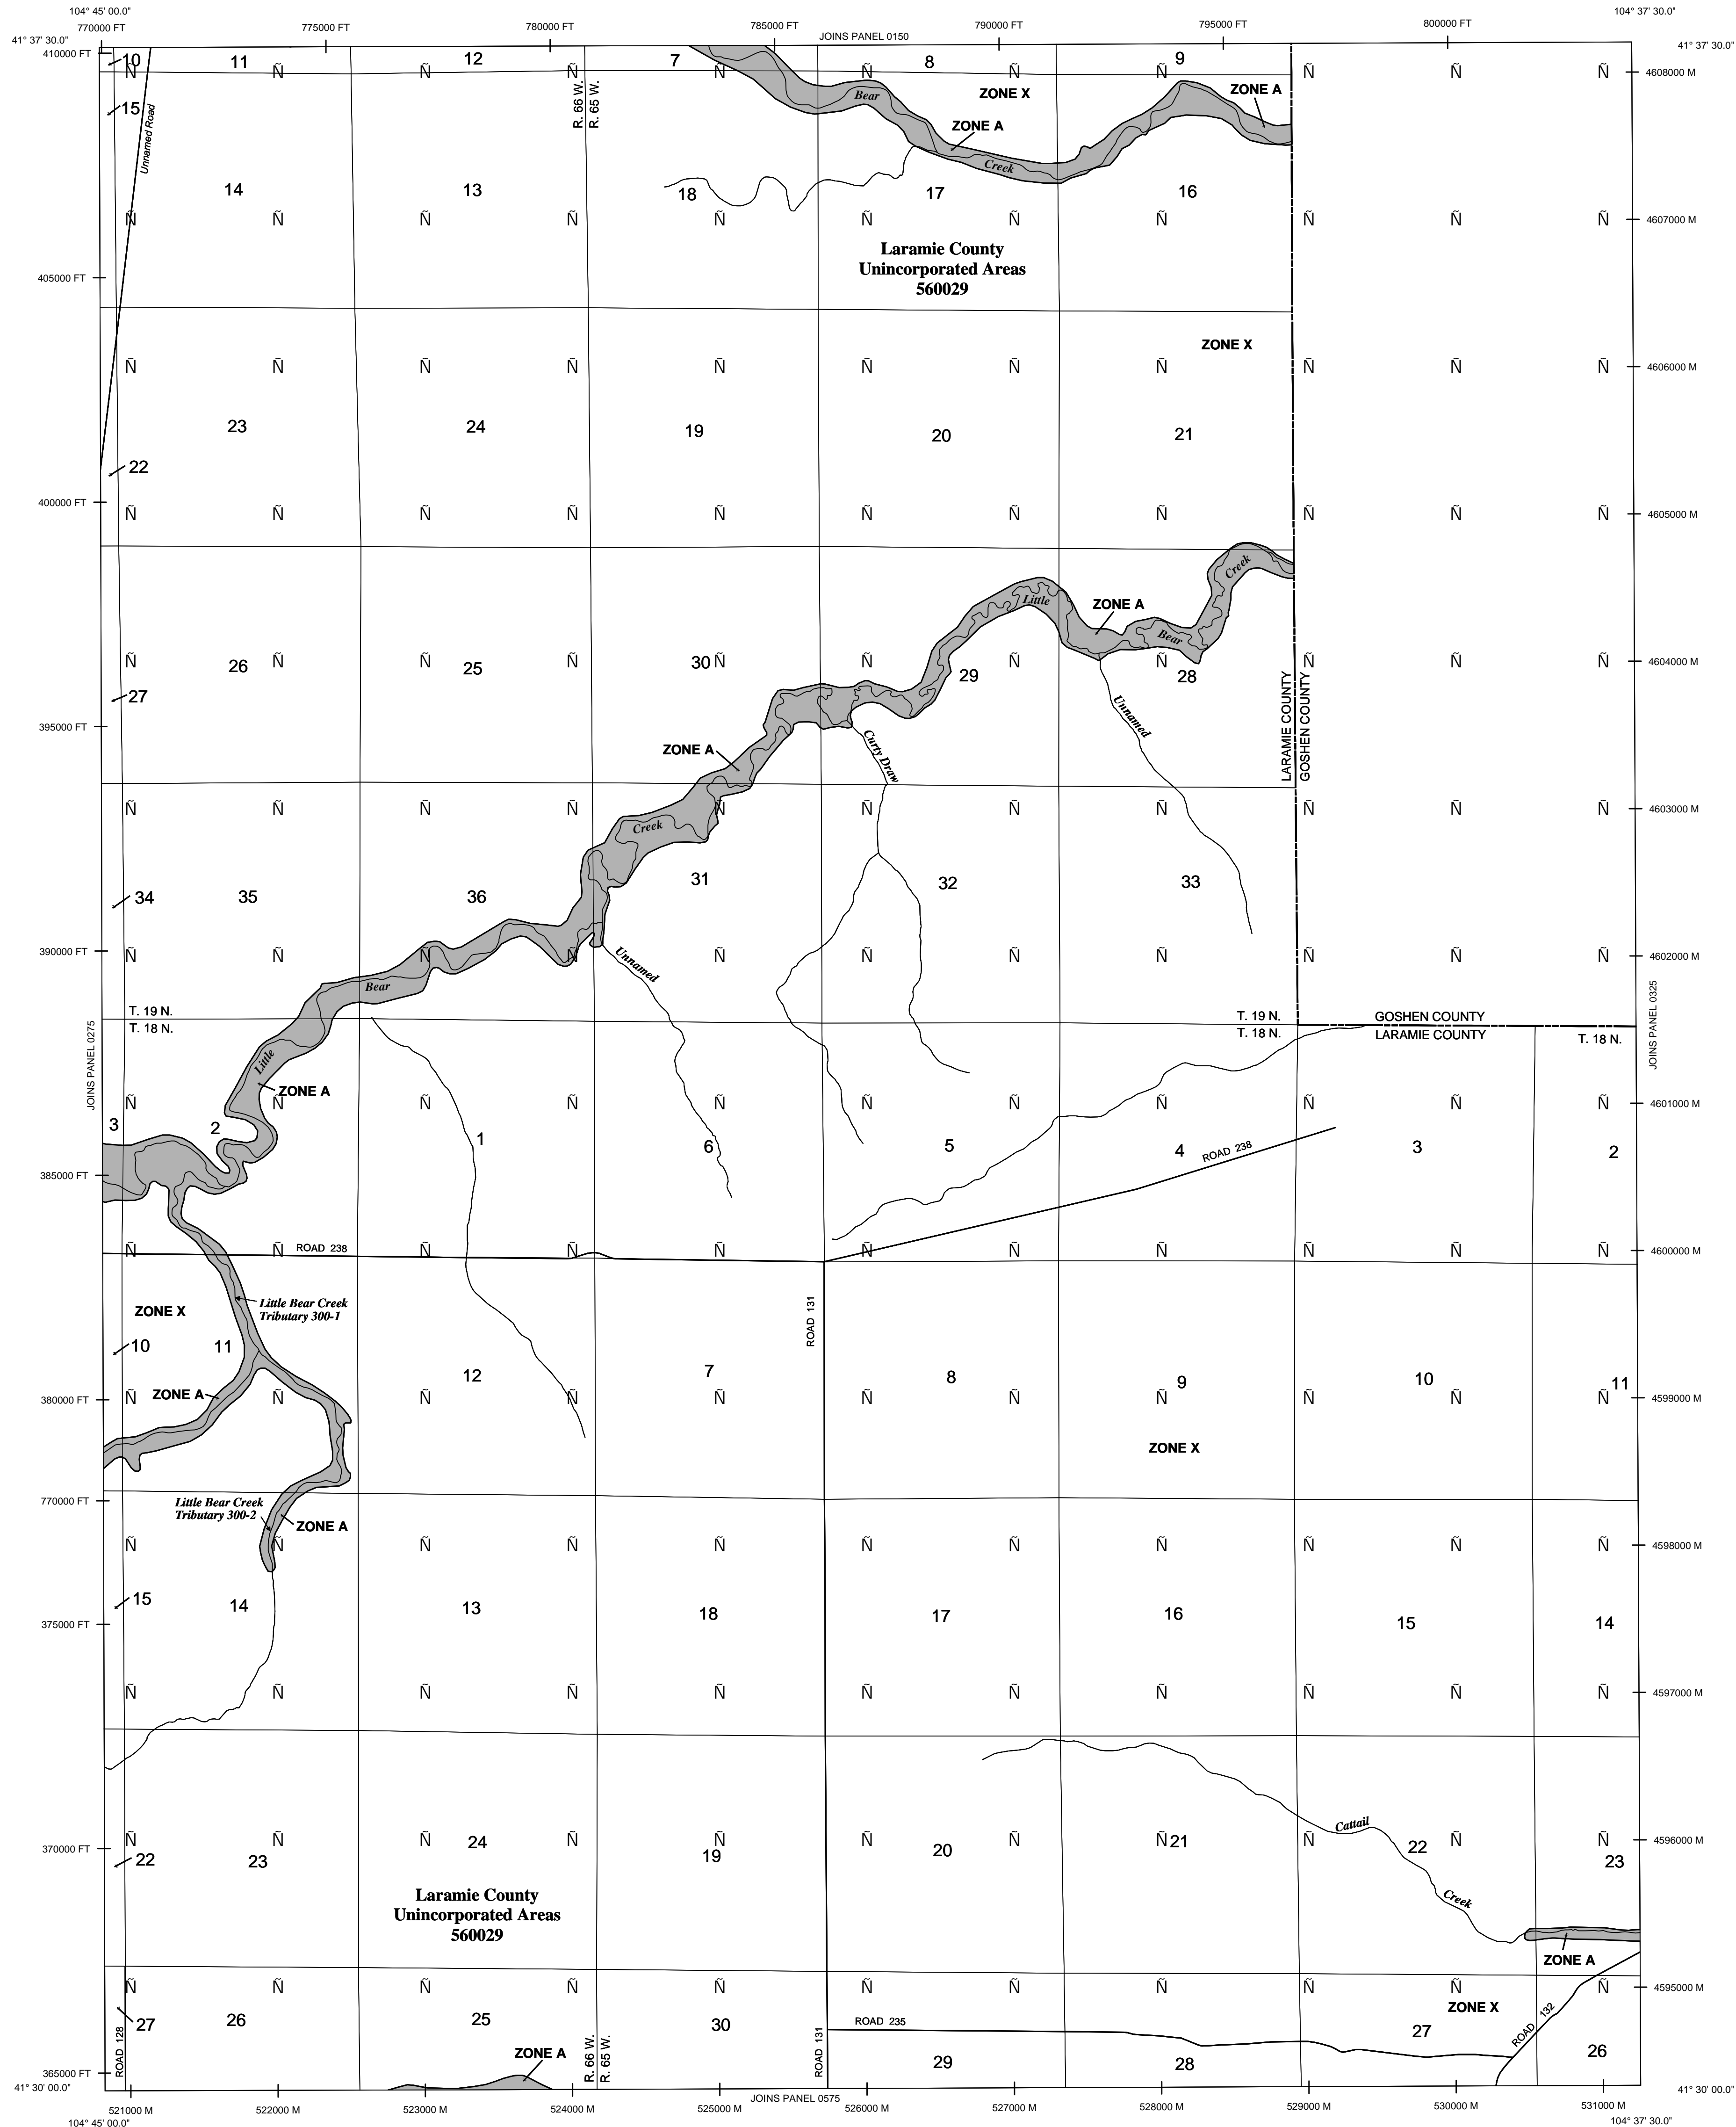 104° 45' 00.0"
104° 37' 30.0"
770000 FT
775000 FT
780000 FT
785000 FT
790000 FT
795000 FT
800000 FT
JOINS PANEL 0150
41° 37' 30.0"
41° 37' 30.0"
410000 FT
10
11
12
7
8
9
Ñ Ñ Ñ Ñ Ñ Ñ Ñ Ñ Ñ
4608000 M
ZONE X
ZONE A
Bear
15
Unnamed Road
R. 66 W.
R. 65 W.
ZONE A
Creek
14
13
18
17
16
Ñ Ñ Ñ Ñ Ñ Ñ Ñ Ñ Ñ Ñ Ñ
4607000 M
Laramie County
Unincorporated Areas
560029
405000 FT
ZONE X
Ñ Ñ Ñ Ñ Ñ Ñ Ñ Ñ Ñ Ñ Ñ
4606000 M
23
24
19
20
21
22
400000 FT
Ñ Ñ Ñ Ñ Ñ Ñ Ñ Ñ Ñ Ñ Ñ
4605000 M
Creek
Little
ZONE A
Bear
Ñ Ñ Ñ Ñ Ñ Ñ Ñ Ñ Ñ Ñ Ñ
4604000 M
26
25
30
29
28
27
Unnamed
LARAMIE COUNTY
GOSHEN COUNTY
395000 FT
ZONE A
Curty Draw
Ñ Ñ Ñ Ñ Ñ Ñ Ñ Ñ Ñ Ñ Ñ
4603000 M
Creek
34
35
36
31
32
33
390000 FT
Ñ Ñ Ñ Ñ Ñ Ñ Ñ Ñ Ñ Ñ Ñ
4602000 M
Unnamed
Bear
JOINS PANEL 0275
JOINS PANEL 0325
T. 19 N.
T. 18 N.
T. 19 N.
T. 18 N.
GOSHEN COUNTY
LARAMIE COUNTY
T. 18 N.
Little
ZONE A
Ñ Ñ Ñ Ñ Ñ Ñ Ñ Ñ Ñ Ñ Ñ
4601000 M
3
2
1
6
5
4
ROAD 238
3
2
385000 FT
ROAD 238
Ñ Ñ Ñ Ñ Ñ Ñ Ñ Ñ Ñ Ñ Ñ
4600000 M
ZONE X
Little Bear Creek
Tributary 300-1
ROAD 131
10
11
12
7
8
9
10
11
ZONE A
380000 FT
Ñ Ñ Ñ Ñ Ñ Ñ Ñ Ñ Ñ Ñ Ñ
4599000 M
ZONE X
770000 FT
Little Bear Creek
Tributary 300-2
ZONE A
Ñ Ñ Ñ Ñ Ñ Ñ Ñ Ñ Ñ Ñ Ñ
4598000 M
15
14
13
18
17
16
15
14
375000 FT
Ñ Ñ Ñ Ñ Ñ Ñ Ñ Ñ Ñ Ñ Ñ
4597000 M
Cattail
370000 FT
Ñ Ñ Ñ Ñ Ñ Ñ Ñ Ñ Ñ Ñ Ñ
4596000 M
22
23
24
19
20
21
22
23
Creek
Laramie County
Unincorporated Areas
560029
ZONE A
Ñ Ñ Ñ Ñ Ñ Ñ Ñ Ñ Ñ Ñ Ñ
4595000 M
ZONE X
27
26
25
30
ROAD 235
27
ROAD 132
26
ROAD 128
R. 66 W.
R. 65 W.
ROAD 131
ZONE A
29
28
365000 FT
41° 30' 00.0"
41° 30' 00.0"
JOINS PANEL 0575
521000 M
522000 M
523000 M
524000 M
525000 M
526000 M
527000 M
528000 M
529000 M
530000 M
531000 M
104° 45' 00.0"
104° 37' 30.0"